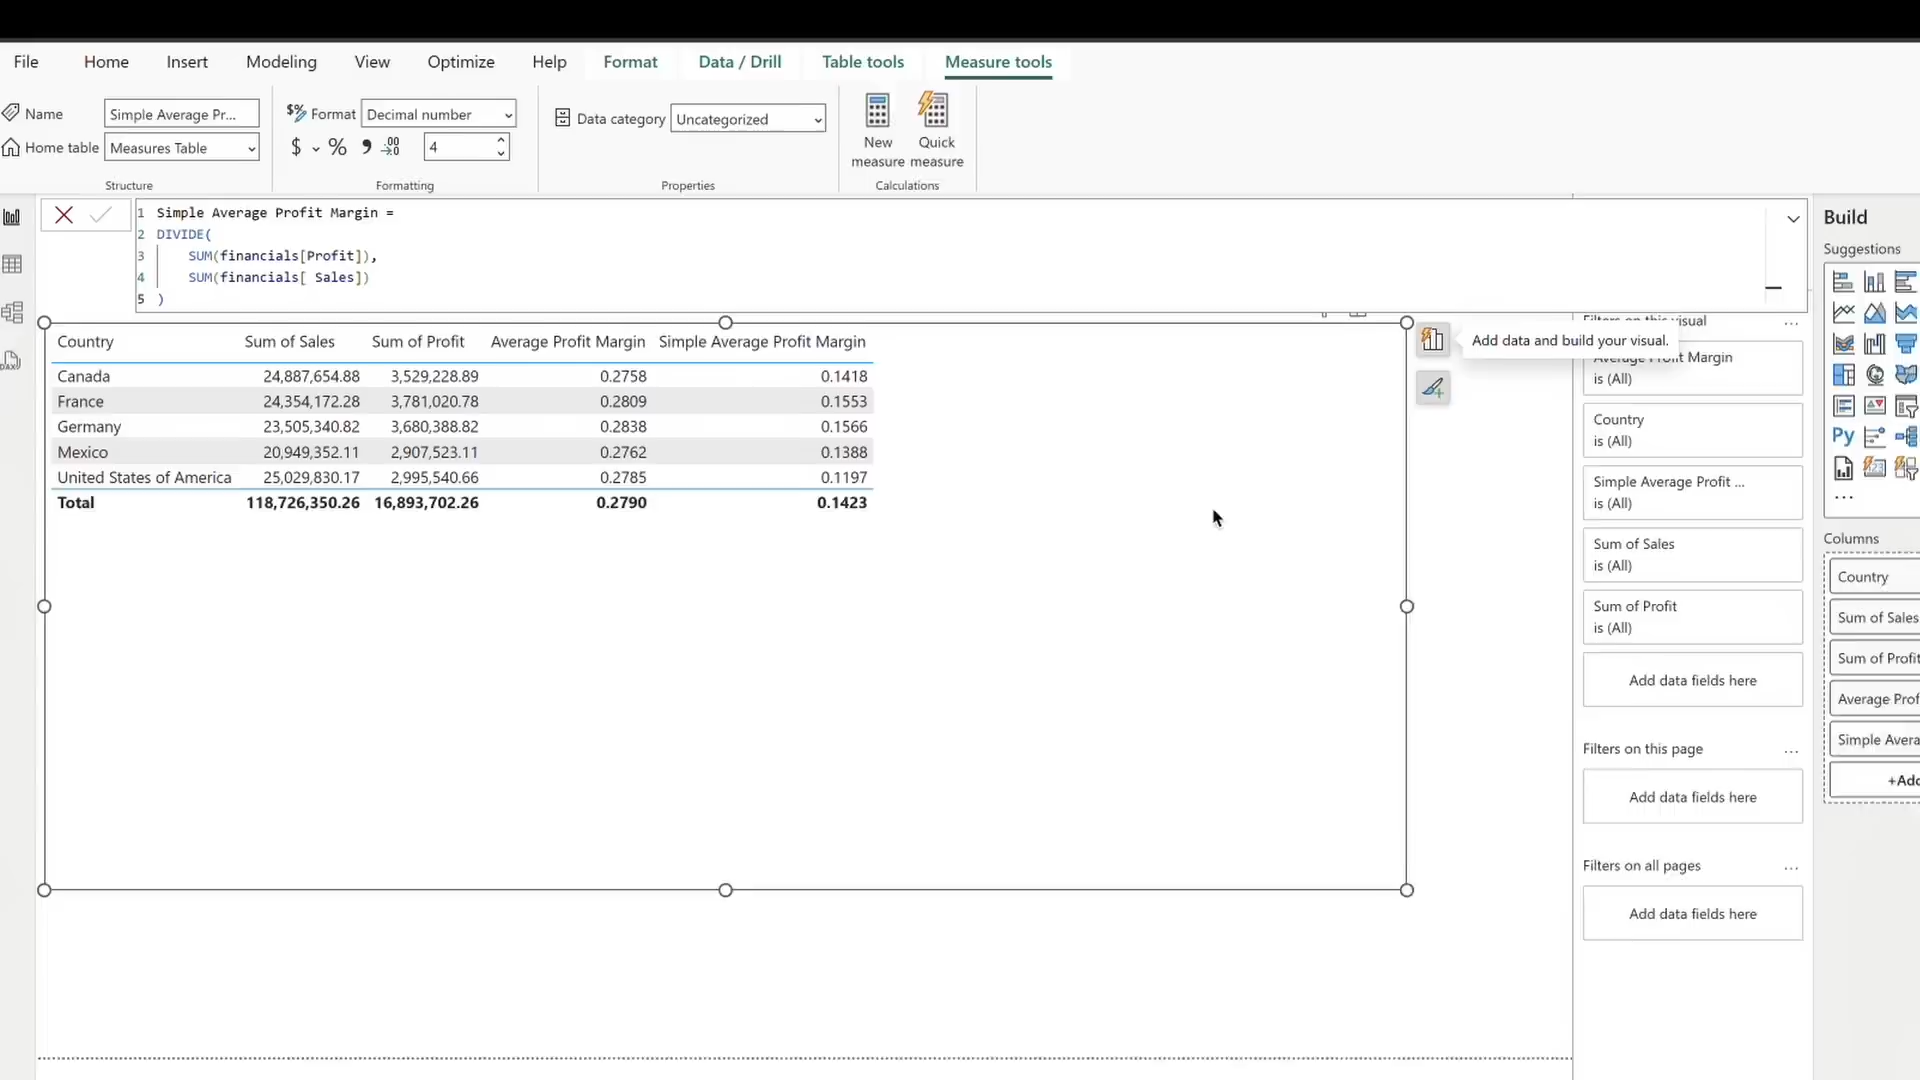 File Home Insert Modeling View Optimize Help Format Data / Drill Table tools Measure tools
Name Simple Average Pr... Format Decimal number Data category Uncategorized New measure Quick measure
Home table Measures Table $ % 4
Structure Formatting Properties Calculations
1 Simple Average Profit Margin =
2 DIVIDE(
3 SUM(financials[Profit]),
4 SUM(financials[ Sales])
5 )
Country Sum of Sales Sum of Profit Average Profit Margin Simple Average Profit Margin
Canada 24,887,654.88 3,529,228.89 0.2758 0.1418
France 24,354,172.28 3,781,020.78 0.2809 0.1553
Germany 23,505,340.82 3,680,388.82 0.2838 0.1566
Mexico 20,949,352.11 2,907,523.11 0.2762 0.1388
United States of America 25,029,830.17 2,995,540.66 0.2785 0.1197
Total 118,726,350.26 16,893,702.26 0.2790 0.1423
Add data and build your visual.
Filters on this visual ...
Average Profit Margin
is (All)
Country
is (All)
Simple Average Profit ...
is (All)
Sum of Sales
is (All)
Sum of Profit
is (All)
Add data fields here
Filters on this page ...
Add data fields here
Filters on all pages ...
Add data fields here
Build
Suggestions
Py
...
Columns
Country
Sum of Sales
Sum of Profit
Average Prof
Simple Avera
+Add
DAX